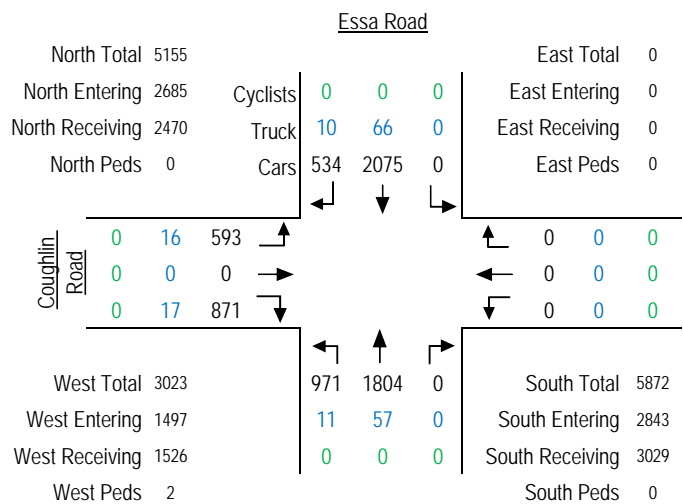 Essa Road
North Total 5155
East Total 0
North Entering 2685
Cyclists 0 0 0
East Entering 0
North Receiving 2470
Truck 10 66 0
East Receiving 0
North Peds 0
Cars 534 2075 0
East Peds 0
Coughlin
Road
0 16 593
0 0 0
0 17 871
0 0 0
0 0 0
0 0 0
West Total 3023
971 1804 0
South Total 5872
West Entering 1497
11 57 0
South Entering 2843
West Receiving 1526
0 0 0
South Receiving 3029
West Peds 2
South Peds 0